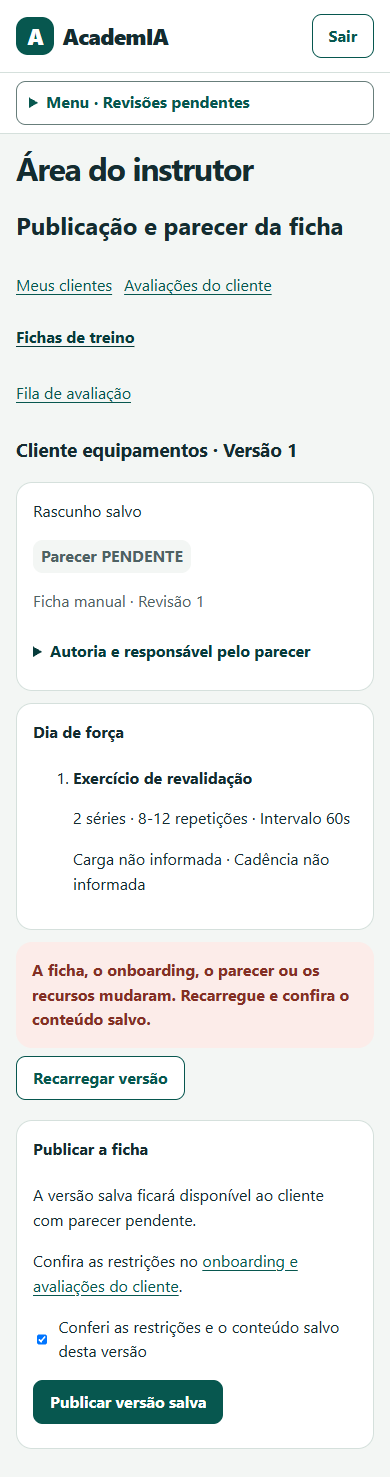 A AcademIA
Sair
▶ Menu · Revisões pendentes
Área do instrutor
Publicação e parecer da ficha
Meus clientes Avaliações do cliente
Fichas de treino
Fila de avaliação
Cliente equipamentos · Versão 1
Rascunho salvo
Parecer PENDENTE
Ficha manual · Revisão 1
▶ Autoria e responsável pelo parecer
Dia de força
1. Exercício de revalidação
2 séries · 8-12 repetições · Intervalo 60s
Carga não informada · Cadência não
informada
A ficha, o onboarding, o parecer ou os
recursos mudaram. Recarregue e confira o
conteúdo salvo.
Recarregar versão
Publicar a ficha
A versão salva ficará disponível ao cliente
com parecer pendente.
Confira as restrições no onboarding e
avaliações do cliente.
Conferi as restrições e o conteúdo salvo
desta versão
Publicar versão salva